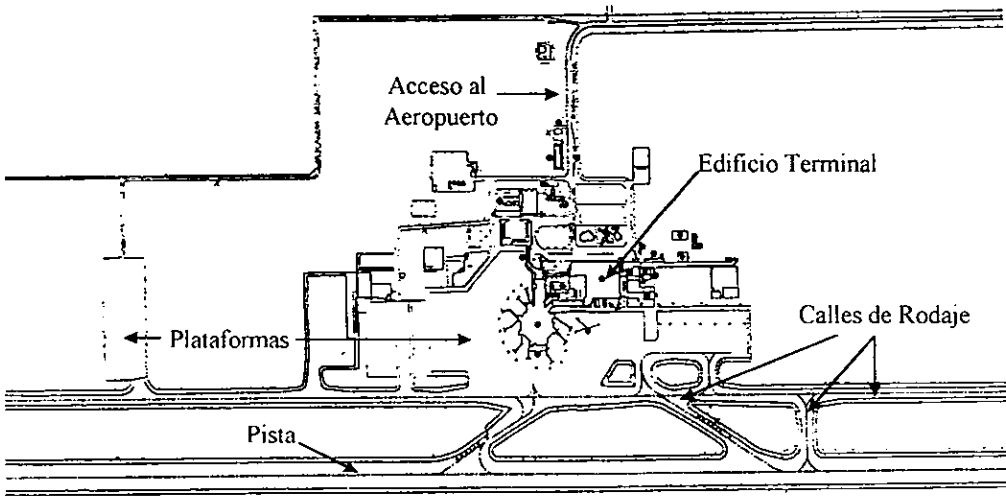 Acceso al
Aeropuerto
Edificio Terminal
Plataformas
Calles de Rodaje
Pista